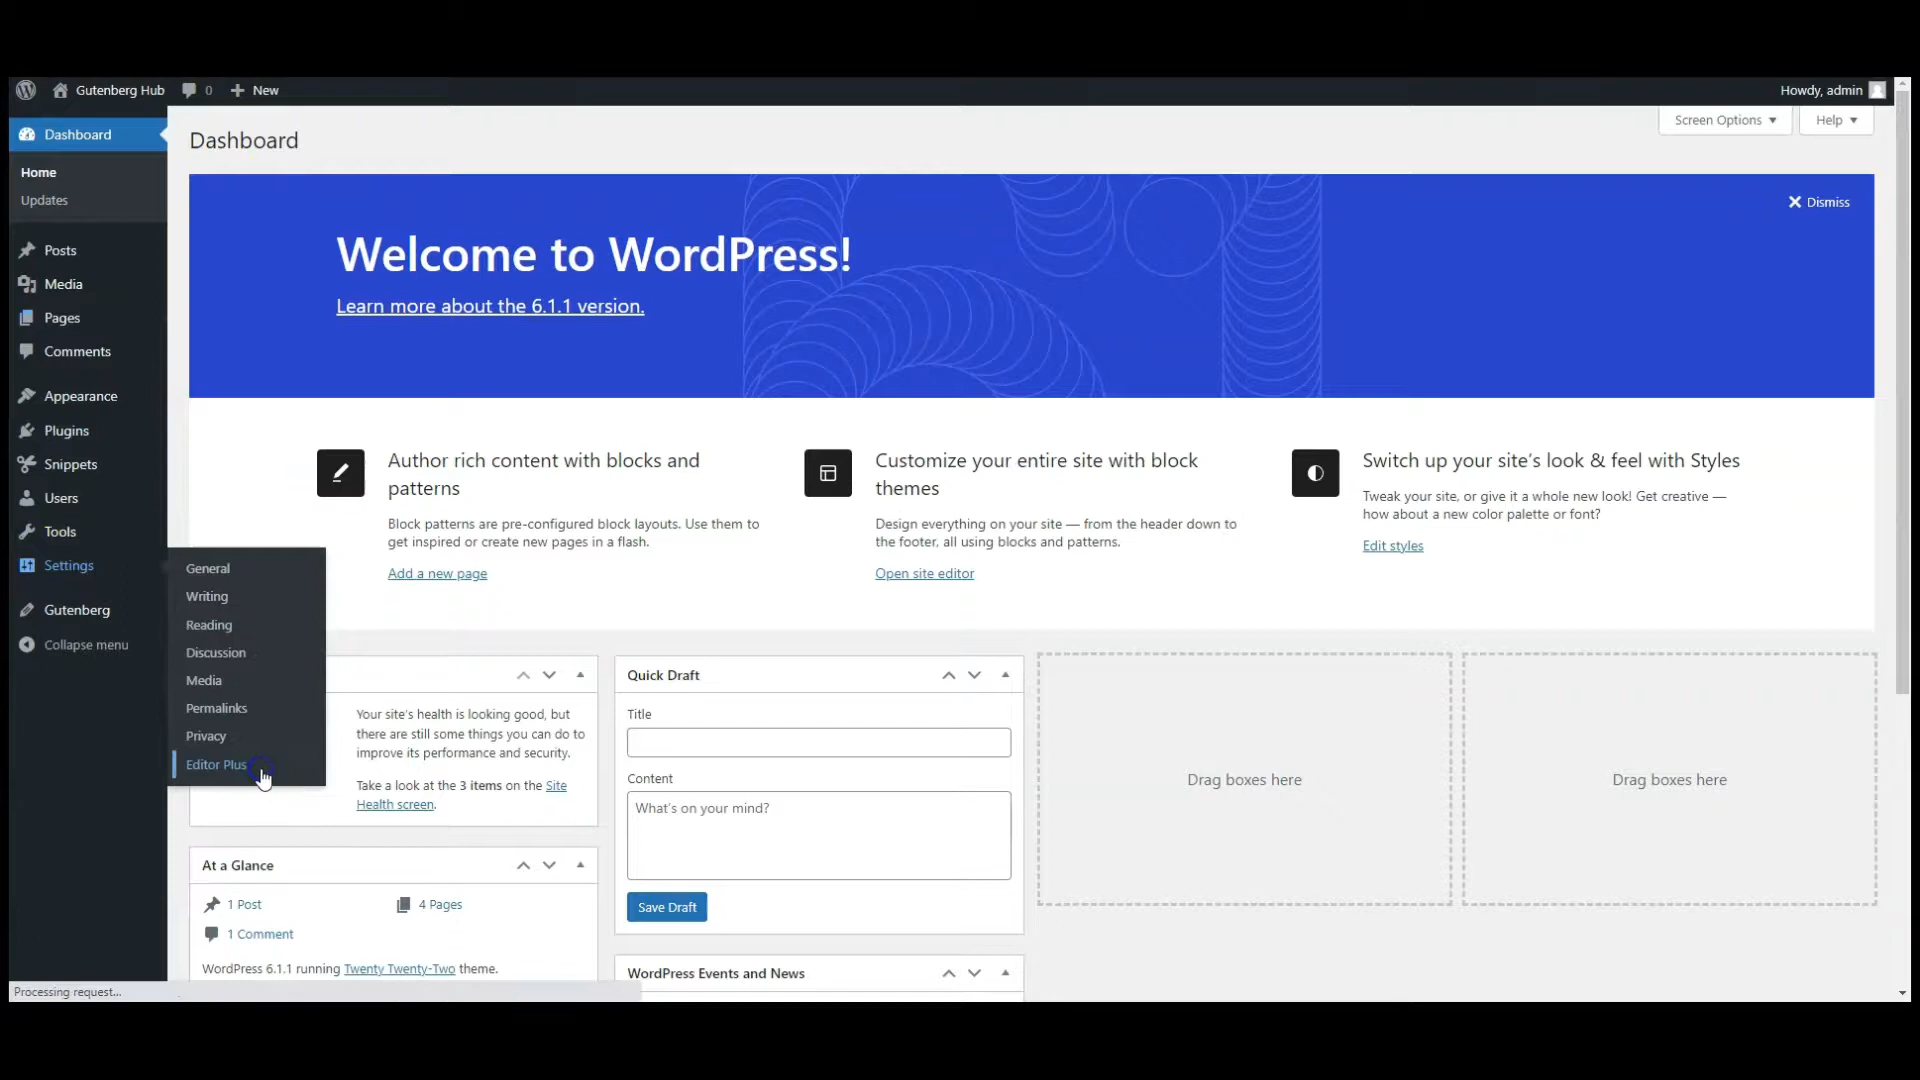 Gutenberg Hub 0 New Howdy, admin
Dashboard
Home
Updates
Posts
Media
Pages
Comments
Appearance
Plugins
Snippets
Users
Tools
Settings
Gutenberg
Collapse menu
General
Writing
Reading
Discussion
Media
Permalinks
Privacy
Editor Plus
Dashboard
Screen Options Help
Dismiss
Welcome to WordPress!
Learn more about the 6.1.1 version.
Author rich content with blocks and
patterns
Block patterns are pre-configured block layouts. Use them to
get inspired or create new pages in a flash.
Add a new page
Customize your entire site with block
themes
Design everything on your site — from the header down to
the footer, all using blocks and patterns.
Open site editor
Switch up your site's look & feel with Styles
Tweak your site, or give it a whole new look! Get creative —
how about a new color palette or font?
Edit styles
Your site's health is looking good, but
there are still some things you can do to
improve its performance and security.
Take a look at the 3 items on the Site
Health screen.
At a Glance
1 Post 4 Pages
1 Comment
WordPress 6.1.1 running Twenty Twenty-Two theme.
Quick Draft
Title
Content
What's on your mind?
Save Draft
WordPress Events and News
Drag boxes here
Drag boxes here
Processing request...